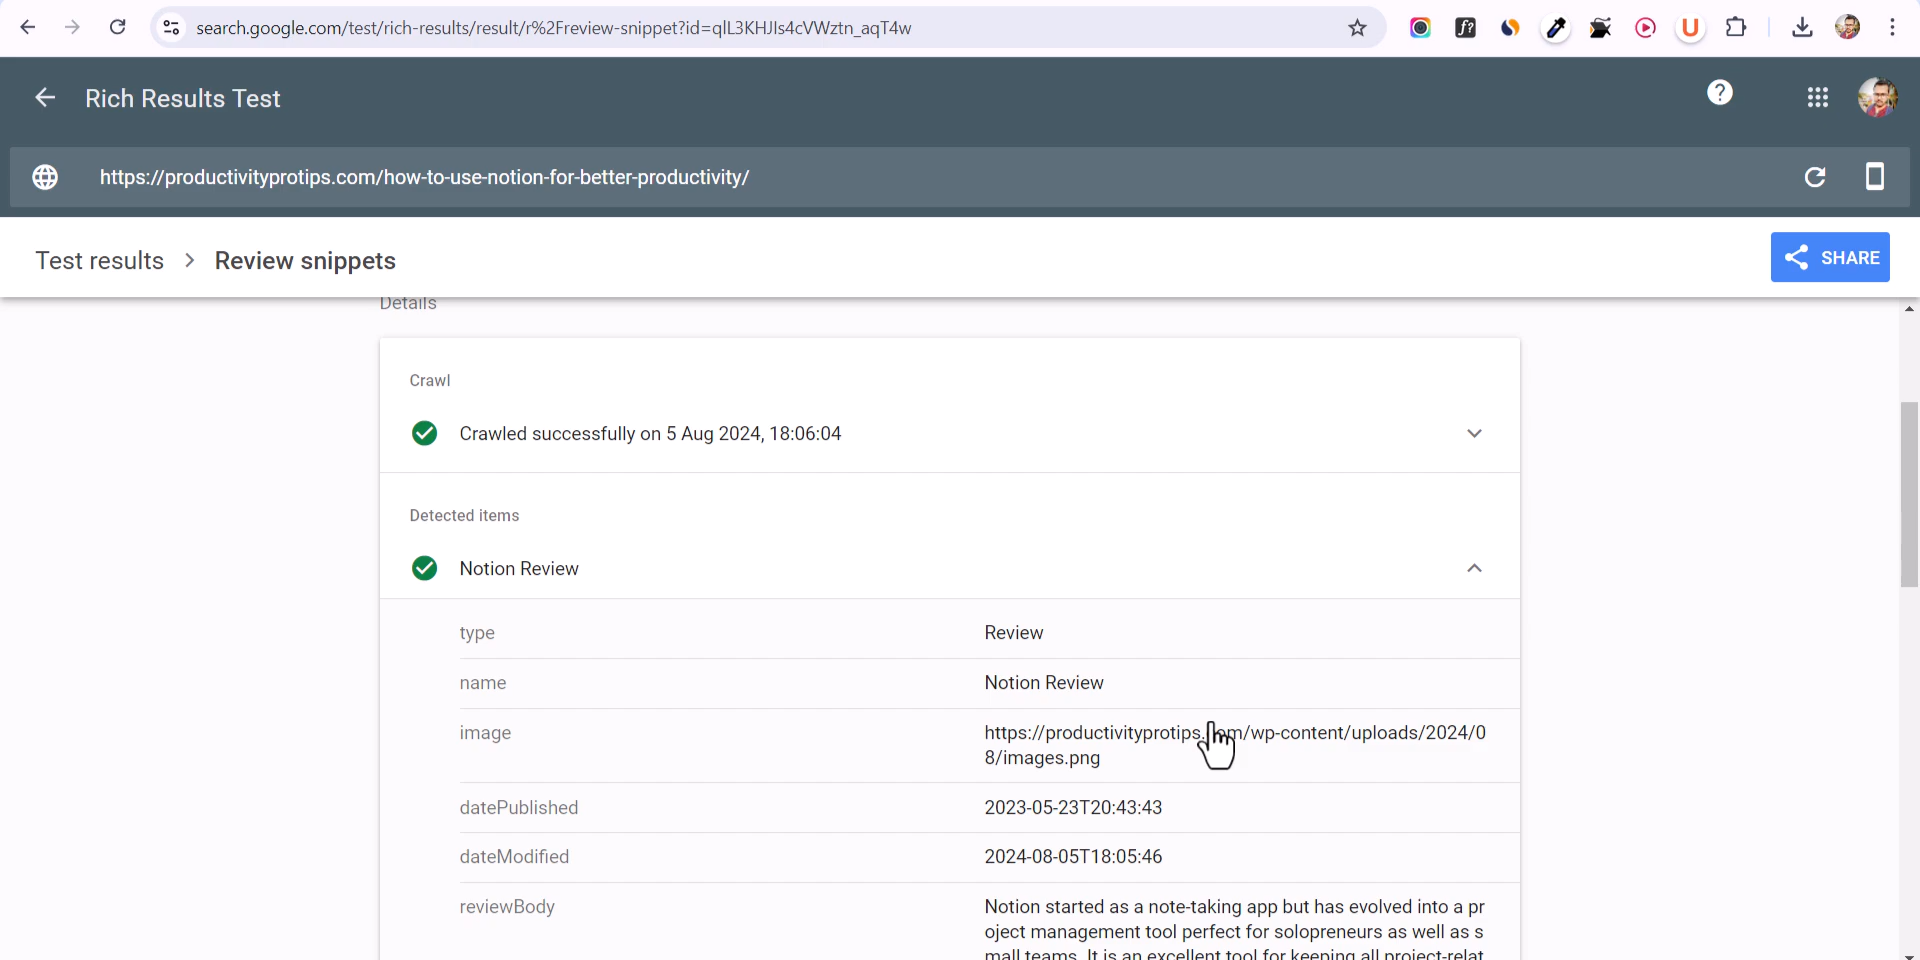 search.google.com/test/rich-results/result/r%2Freview-snippet?id=qlL3KHJIs4cVWztn_aqT4w
f?
U
Rich Results Test
?
https://productivityprotips.com/how-to-use-notion-for-better-productivity/
Test results > Review snippets
SHARE
Details
Crawl
Crawled successfully on 5 Aug 2024, 18:06:04
Detected items
Notion Review
type Review
name Notion Review
image https://productivityprotips. /wp-content/uploads/2024/0
8/images.png
datePublished 2023-05-23T20:43:43
dateModified 2024-08-05T18:05:46
reviewBody Notion started as a note-taking app but has evolved into a pr
oject management tool perfect for solopreneurs as well as s
mall teams. It is an excellent tool for keeping all project-relat